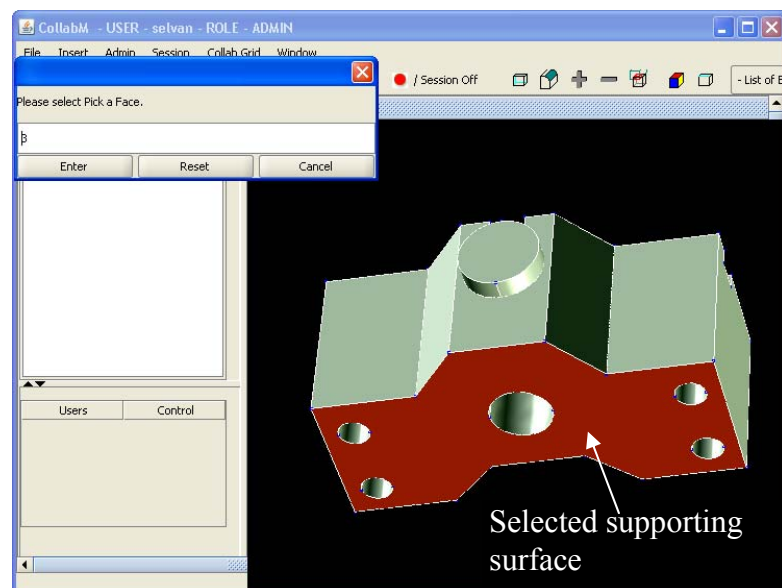 CollabM - USER - selvan - ROLE - ADMIN
File Insert Admin Session Collab Grid Window
/ Session Off
- List of E
Please select Pick a Face.
3
Enter Reset Cancel
Users Control
Selected supporting
surface